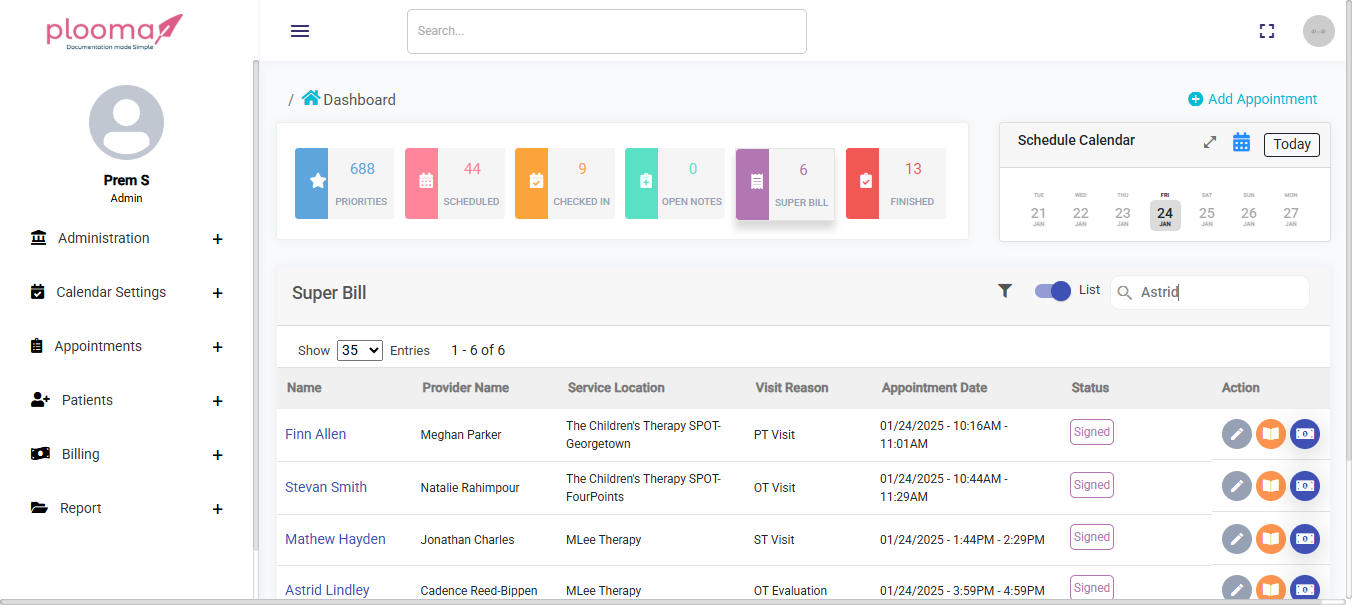 plooma
Documentation made Simple
Search...
Prem S
Admin
Administration +
Calendar Settings +
Appointments +
Patients +
Billing +
Report +
/ Dashboard
Add Appointment
688
PRIORITIES
44
SCHEDULED
9
CHECKED IN
0
OPEN NOTES
6
SUPER BILL
13
FINISHED
Schedule Calendar
Today
TUE WED THU FRI SAT SUN MON
21 22 23 24 25 26 27
JAN JAN JAN JAN JAN JAN JAN
Super Bill
List
Astrid
Show 35 Entries 1 - 6 of 6
Name Provider Name Service Location Visit Reason Appointment Date Status Action
Finn Allen Meghan Parker The Children's Therapy SPOT- PT Visit 01/24/2025 - 10:16AM - Signed
Georgetown 11:01AM
Stevan Smith Natalie Rahimpour The Children's Therapy SPOT- OT Visit 01/24/2025 - 10:44AM - Signed
FourPoints 11:29AM
Mathew Hayden Jonathan Charles MLee Therapy ST Visit 01/24/2025 - 1:44PM - 2:29PM Signed
Astrid Lindley Cadence Reed-Bippen MLee Therapy OT Evaluation 01/24/2025 - 3:59PM - 4:59PM Signed